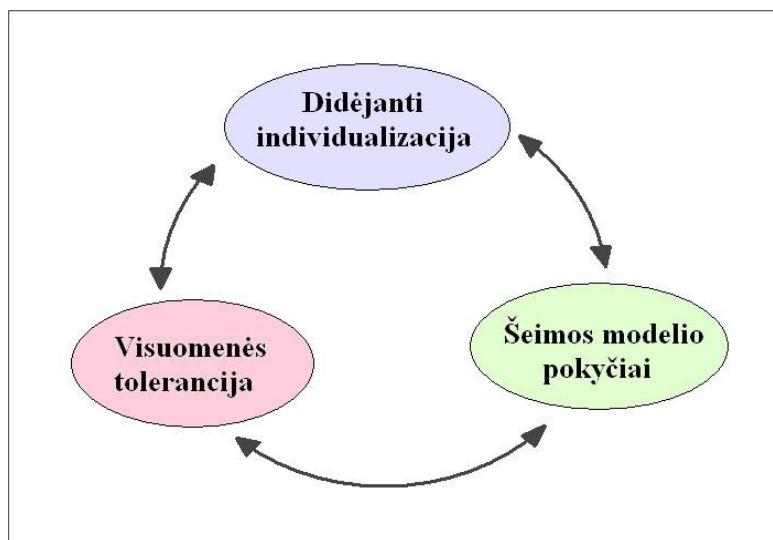 Didėjanti
individualizacija
Visuomenės
tolerancija
Šeimos modelio
pokyčiai